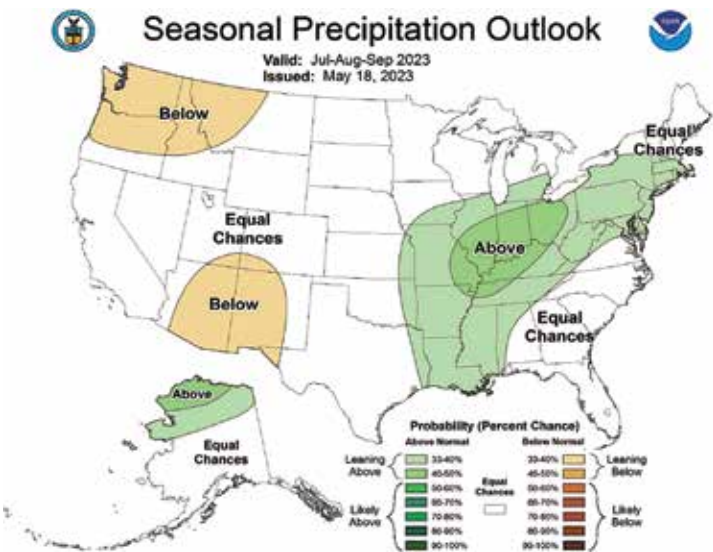 Seasonal Precipitation Outlook
Valid: Jul-Aug-Sep 2023
Issued: May 18, 2023
Below
Equal
Chances
Equal
Chances
Above
Below
Equal
Chances
Above
Equal
Chances
Probability (Percent Chance)
Above Normal Below Normal
Leaning
Above
33-40%
40-50%
Likely
Above
50-60%
60-70%
70-80%
80-90%
90-100%
Equal
Chances
33-40%
40-50%
Leaning
Below
50-60%
60-70%
70-80%
80-90%
90-100%
Likely
Below